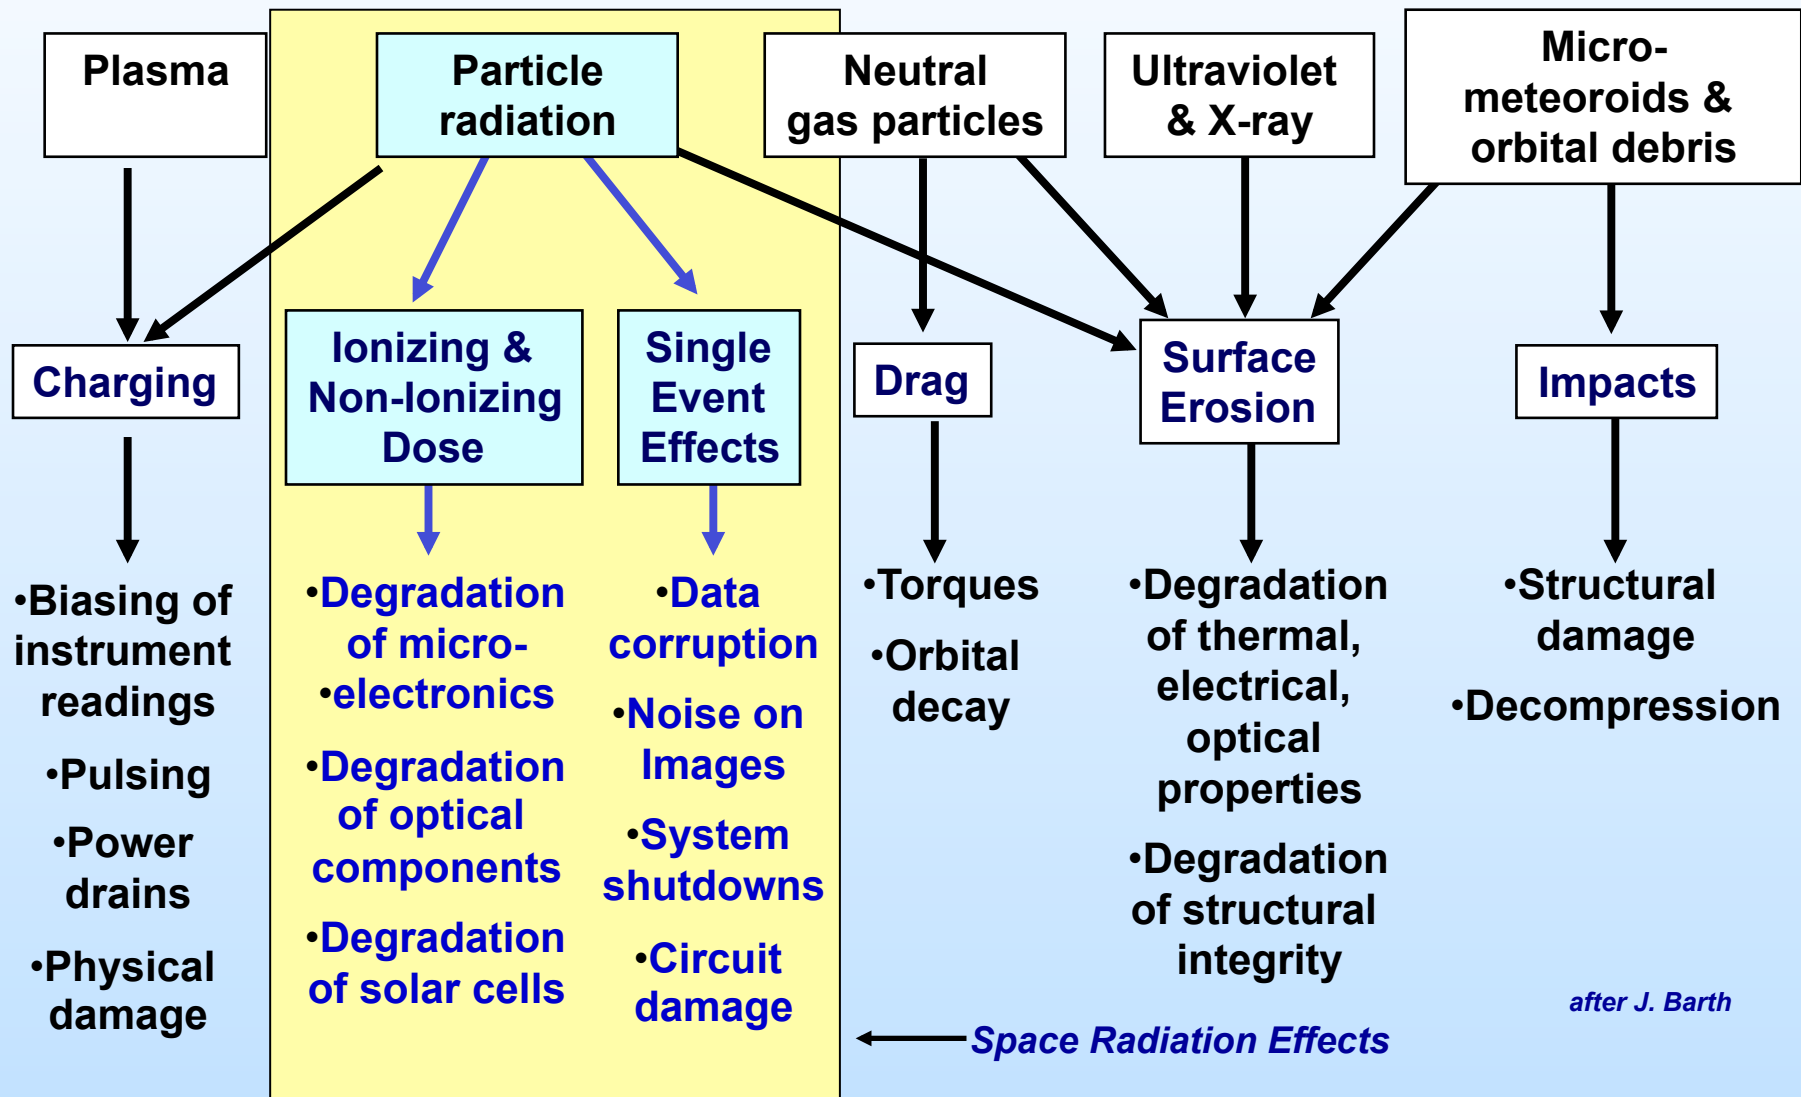 Plasma
Particle
radiation
Neutral
gas particles
Ultraviolet
& X-ray
Micro-
meteoroids &
orbital debris
Charging
Ionizing &
Non-Ionizing
Dose
Single
Event
Effects
Drag
Surface
Erosion
Impacts
•Biasing of
instrument
readings
•Pulsing
•Power
drains
•Physical
damage
•Degradation
of micro-
•electronics
•Degradation
of optical
components
•Degradation
of solar cells
•Data
corruption
•Noise on
Images
•System
shutdowns
•Circuit
damage
•Torques
•Orbital
decay
•Degradation
of thermal,
electrical,
optical
properties
•Degradation
of structural
integrity
•Structural
damage
•Decompression
after J. Barth
Space Radiation Effects